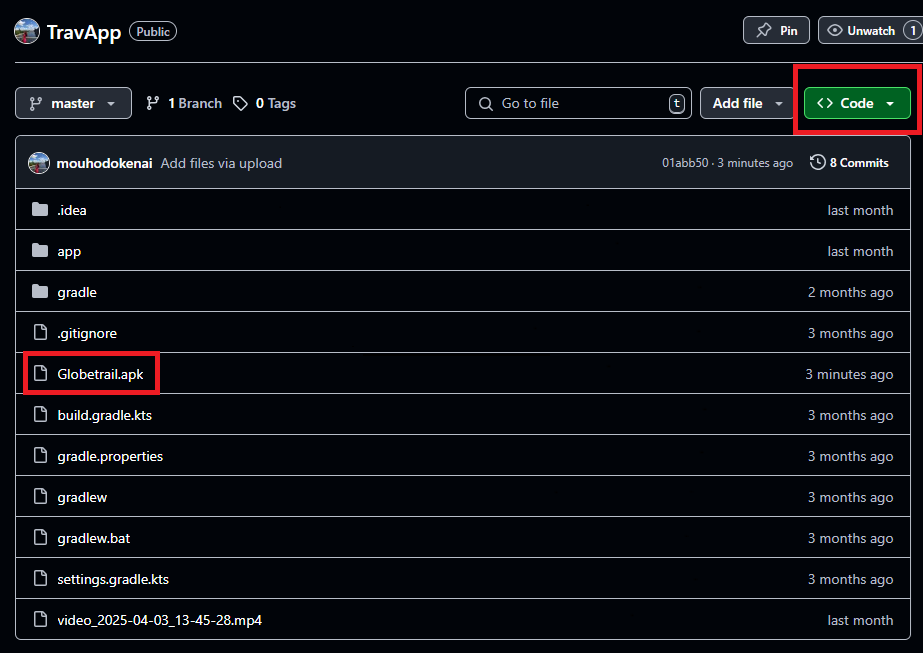 TravApp Public Pin Unwatch 1
master 1 Branch 0 Tags Go to file t Add file <> Code
mouhodokenai Add files via upload 01abb50 · 3 minutes ago 8 Commits
.idea last month
app last month
gradle 2 months ago
.gitignore 3 months ago
Globetrail.apk 3 minutes ago
build.gradle.kts 3 months ago
gradle.properties 3 months ago
gradlew 3 months ago
gradlew.bat 3 months ago
settings.gradle.kts 3 months ago
video_2025-04-03_13-45-28.mp4 last month